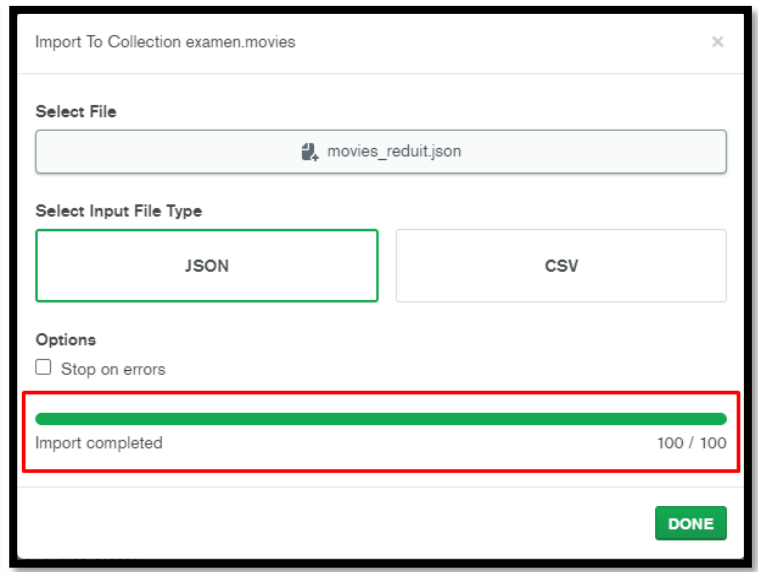 Import To Collection examen.movies
×
Select File
movies_reduit.json
Select Input File Type
JSON CSV
Options
Stop on errors
Import completed 100 / 100
DONE